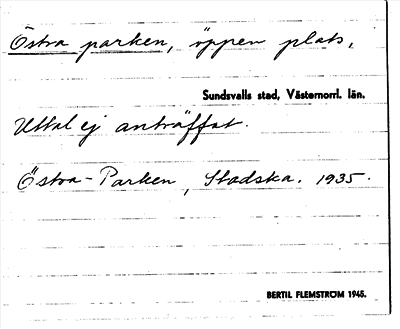 Östra parken, öppen plats,
Sundsvalls stad, Västernorrl. län.
Uttal ej anträffat.
Östra-Parken, Stadska. 1935.
BERTIL FLEMSTRÖM 1945.